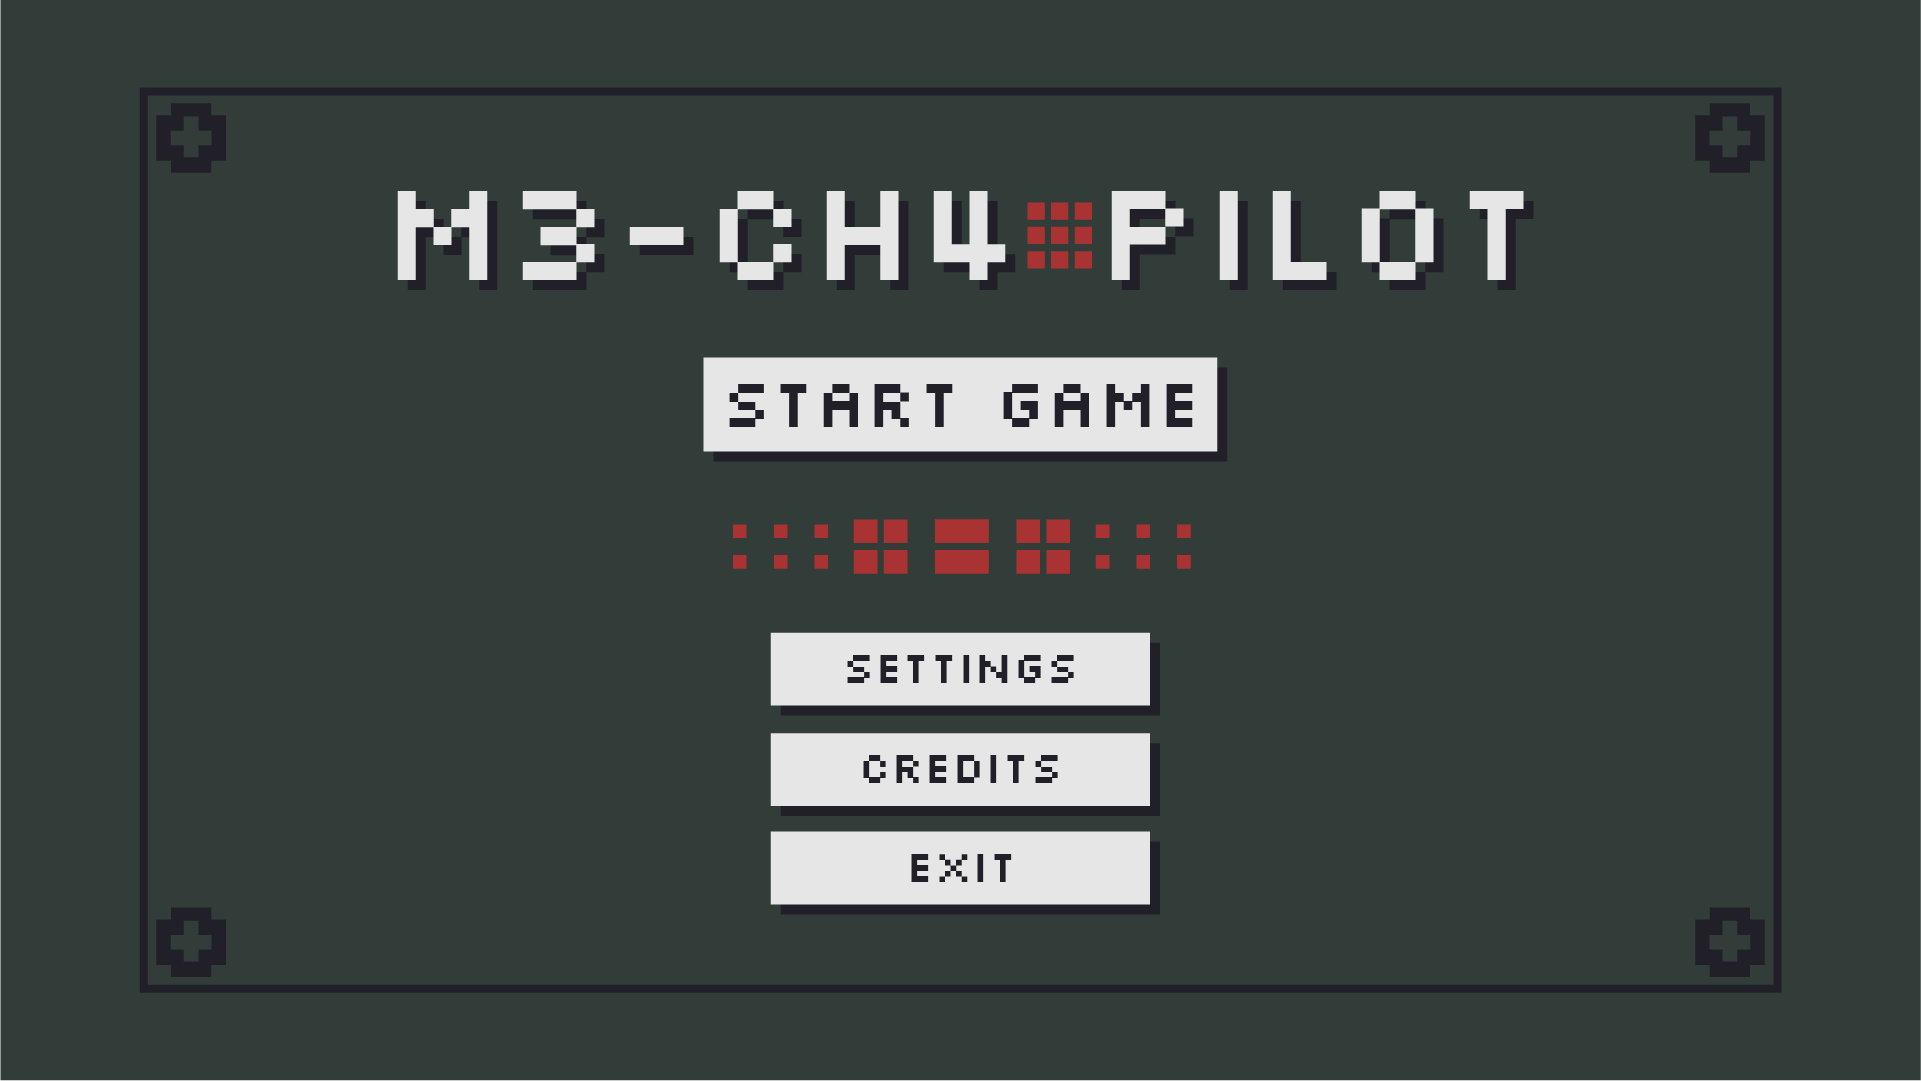 M3-CH4 PILOT
START GAME
SETTINGS
CREDITS
EXIT